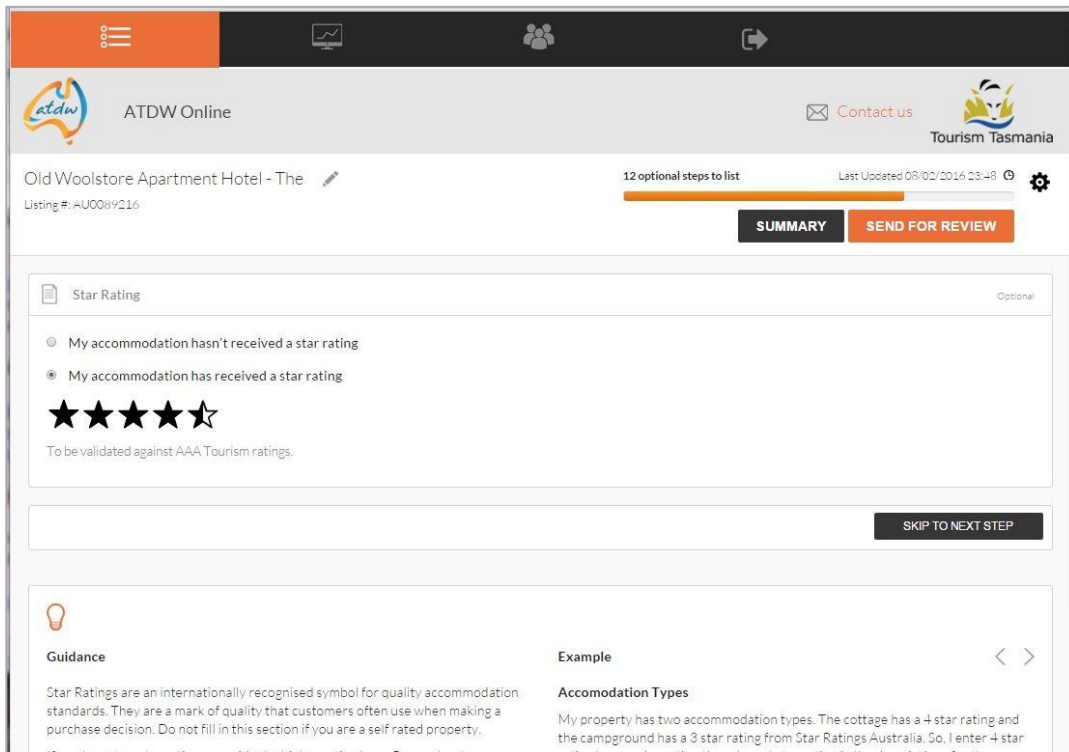 atdw
ATDW Online
Contact us
Tourism Tasmania
Old Woolstore Apartment Hotel - The
Listing #: AU0089216
12 optional steps to list
Last Updated 08/02/2016 23:48
SUMMARY
SEND FOR REVIEW
Star Rating
Optional
My accommodation hasn't received a star rating
My accommodation has received a star rating
To be validated against AAA Tourism ratings.
SKIP TO NEXT STEP
Guidance
Star Ratings are an internationally recognised symbol for quality accommodation
standards. They are a mark of quality that customers often use when making a
purchase decision. Do not fill in this section if you are a self rated property.
Example
Accomodation Types
My property has two accommodation types. The cottage has a 4 star rating and
the campground has a 3 star rating from Star Ratings Australia. So, I enter 4 star